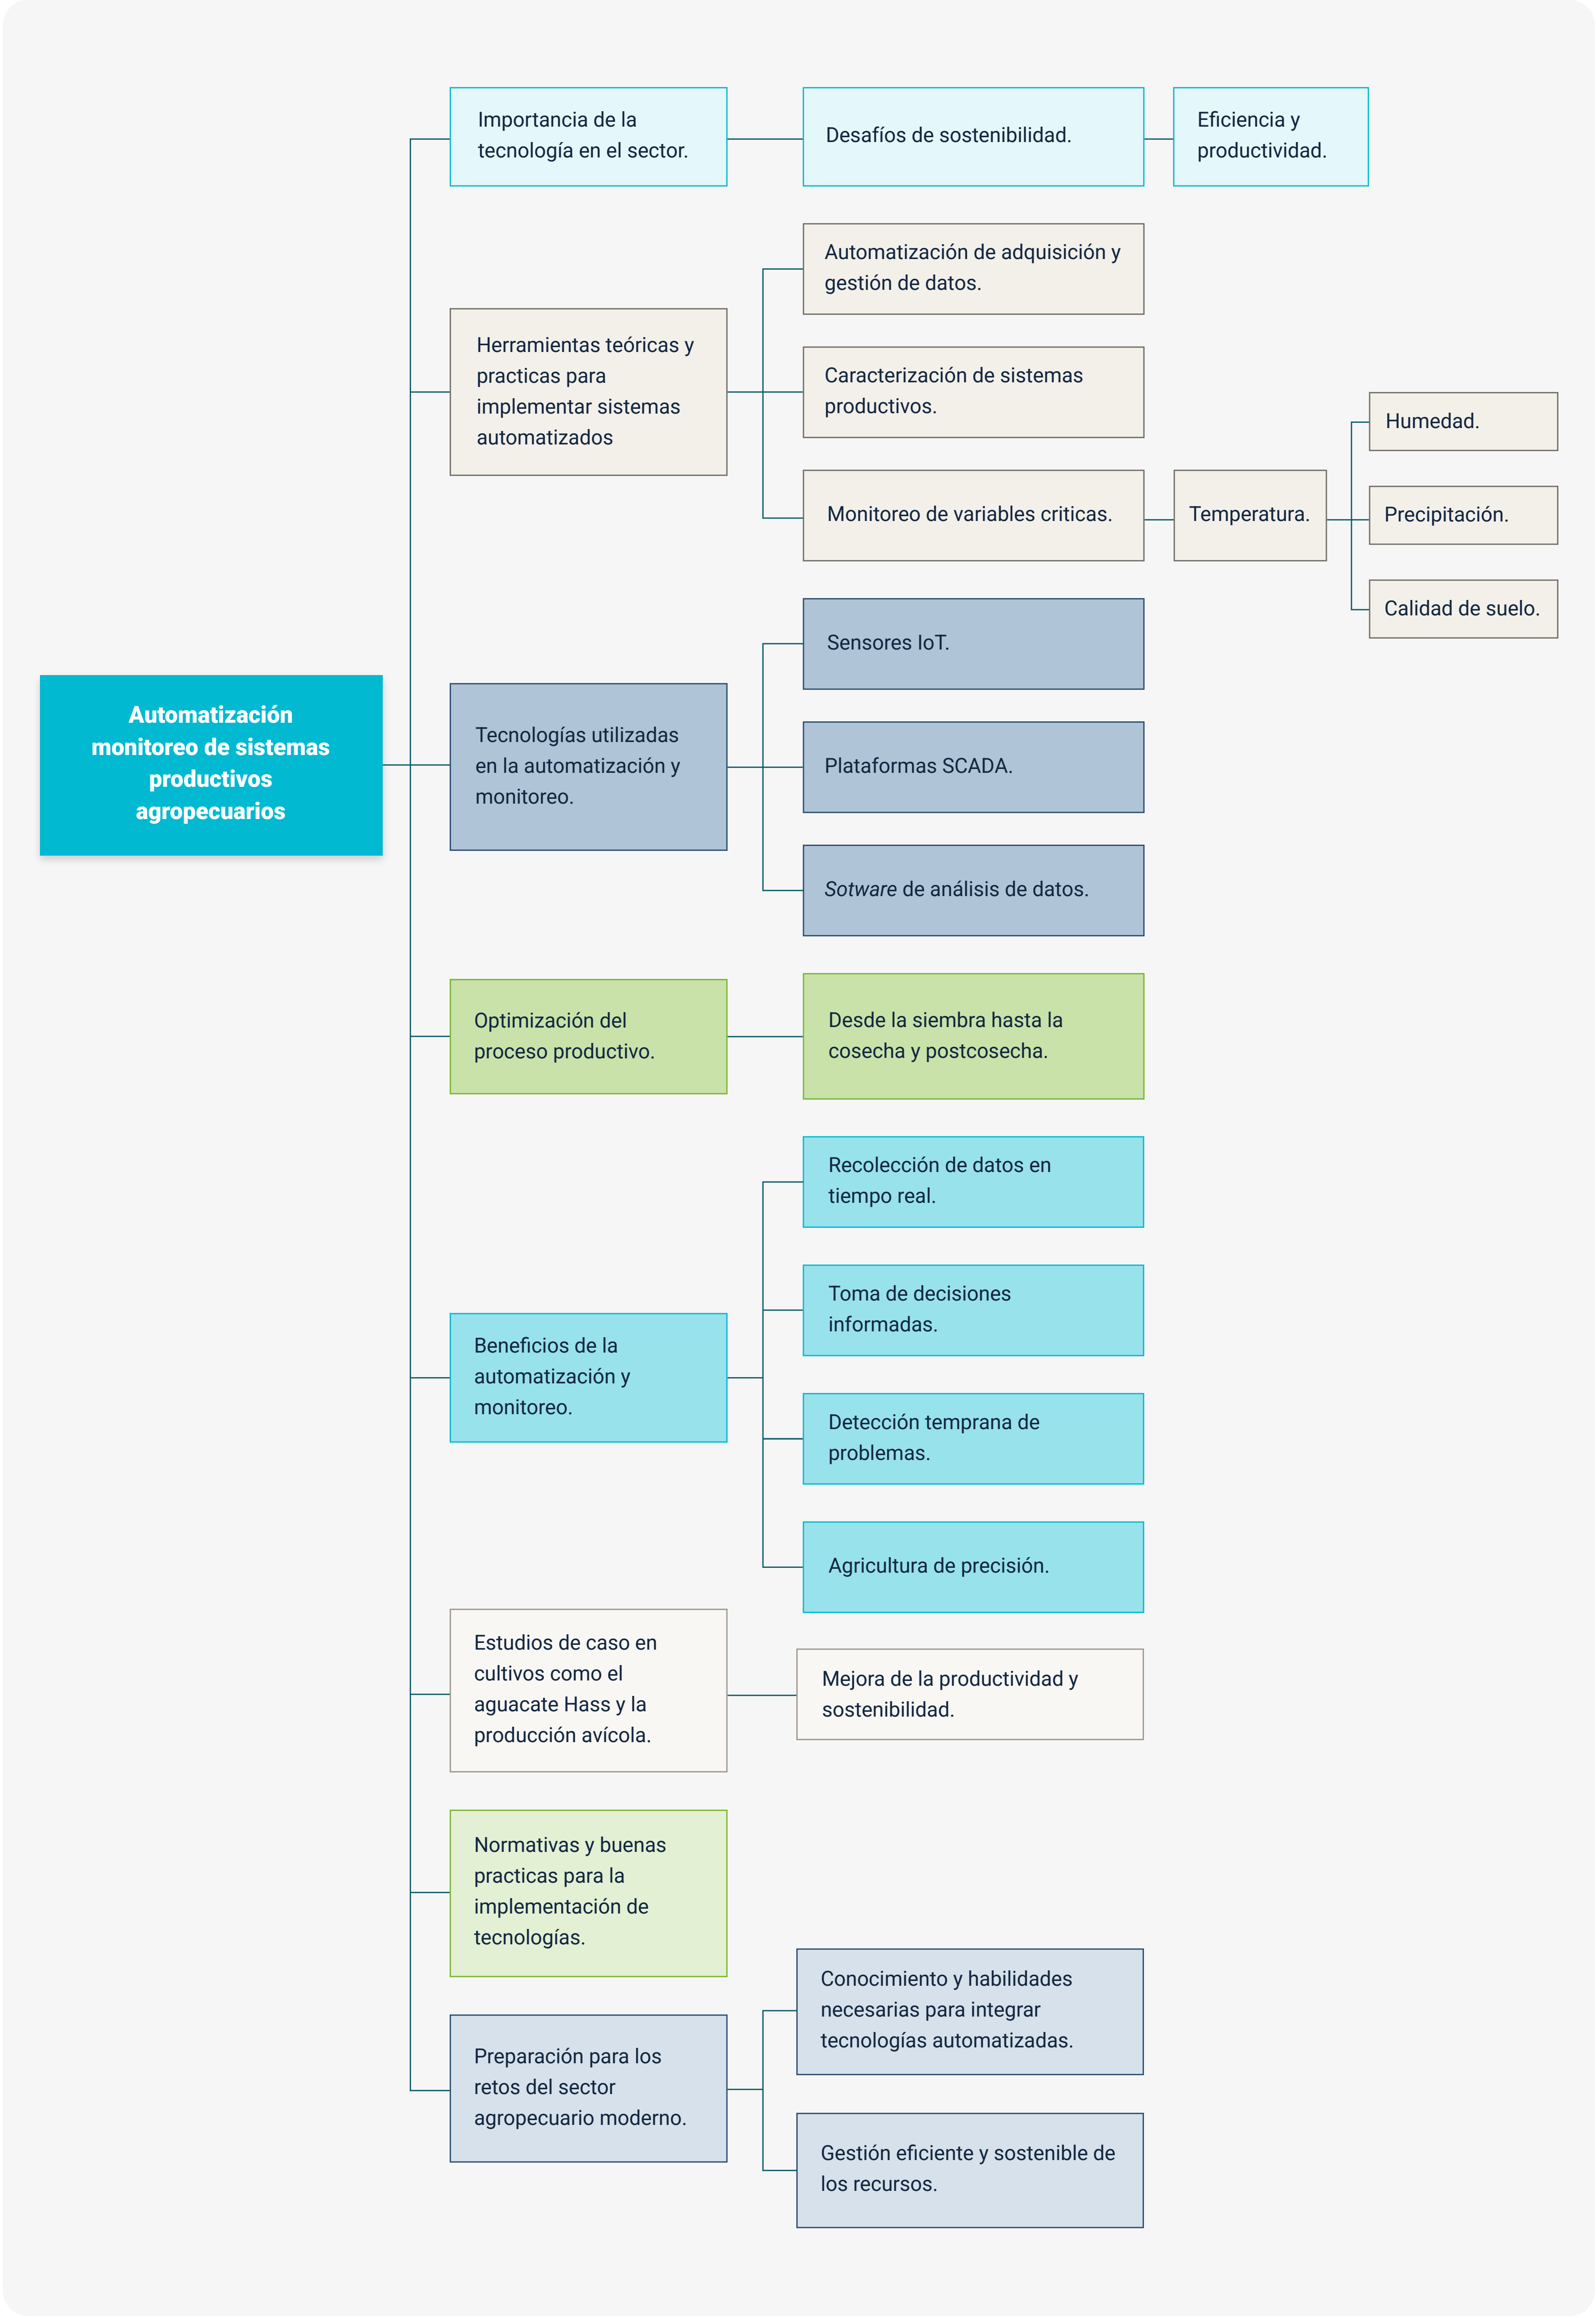 Importancia de la
tecnología en el sector.
Desafíos de sostenibilidad.
Eficiencia y
productividad.
Automatización de adquisición y
gestión de datos.
Herramientas teóricas y
practicas para
implementar sistemas
automatizados
Caracterización de sistemas
productivos.
Monitoreo de variables criticas.
Temperatura.
Humedad.
Precipitación.
Calidad de suelo.
Automatización
monitoreo de sistemas
productivos
agropecuarios
Tecnologías utilizadas
en la automatización y
monitoreo.
Sensores IoT.
Plataformas SCADA.
Sotware de análisis de datos.
Optimización del
proceso productivo.
Desde la siembra hasta la
cosecha y postcosecha.
Beneficios de la
automatización y
monitoreo.
Recolección de datos en
tiempo real.
Toma de decisiones
informadas.
Detección temprana de
problemas.
Agricultura de precisión.
Estudios de caso en
cultivos como el
aguacate Hass y la
producción avícola.
Mejora de la productividad y
sostenibilidad.
Normativas y buenas
practicas para la
implementación de
tecnologías.
Preparación para los
retos del sector
agropecuario moderno.
Conocimiento y habilidades
necesarias para integrar
tecnologías automatizadas.
Gestión eficiente y sostenible de
los recursos.